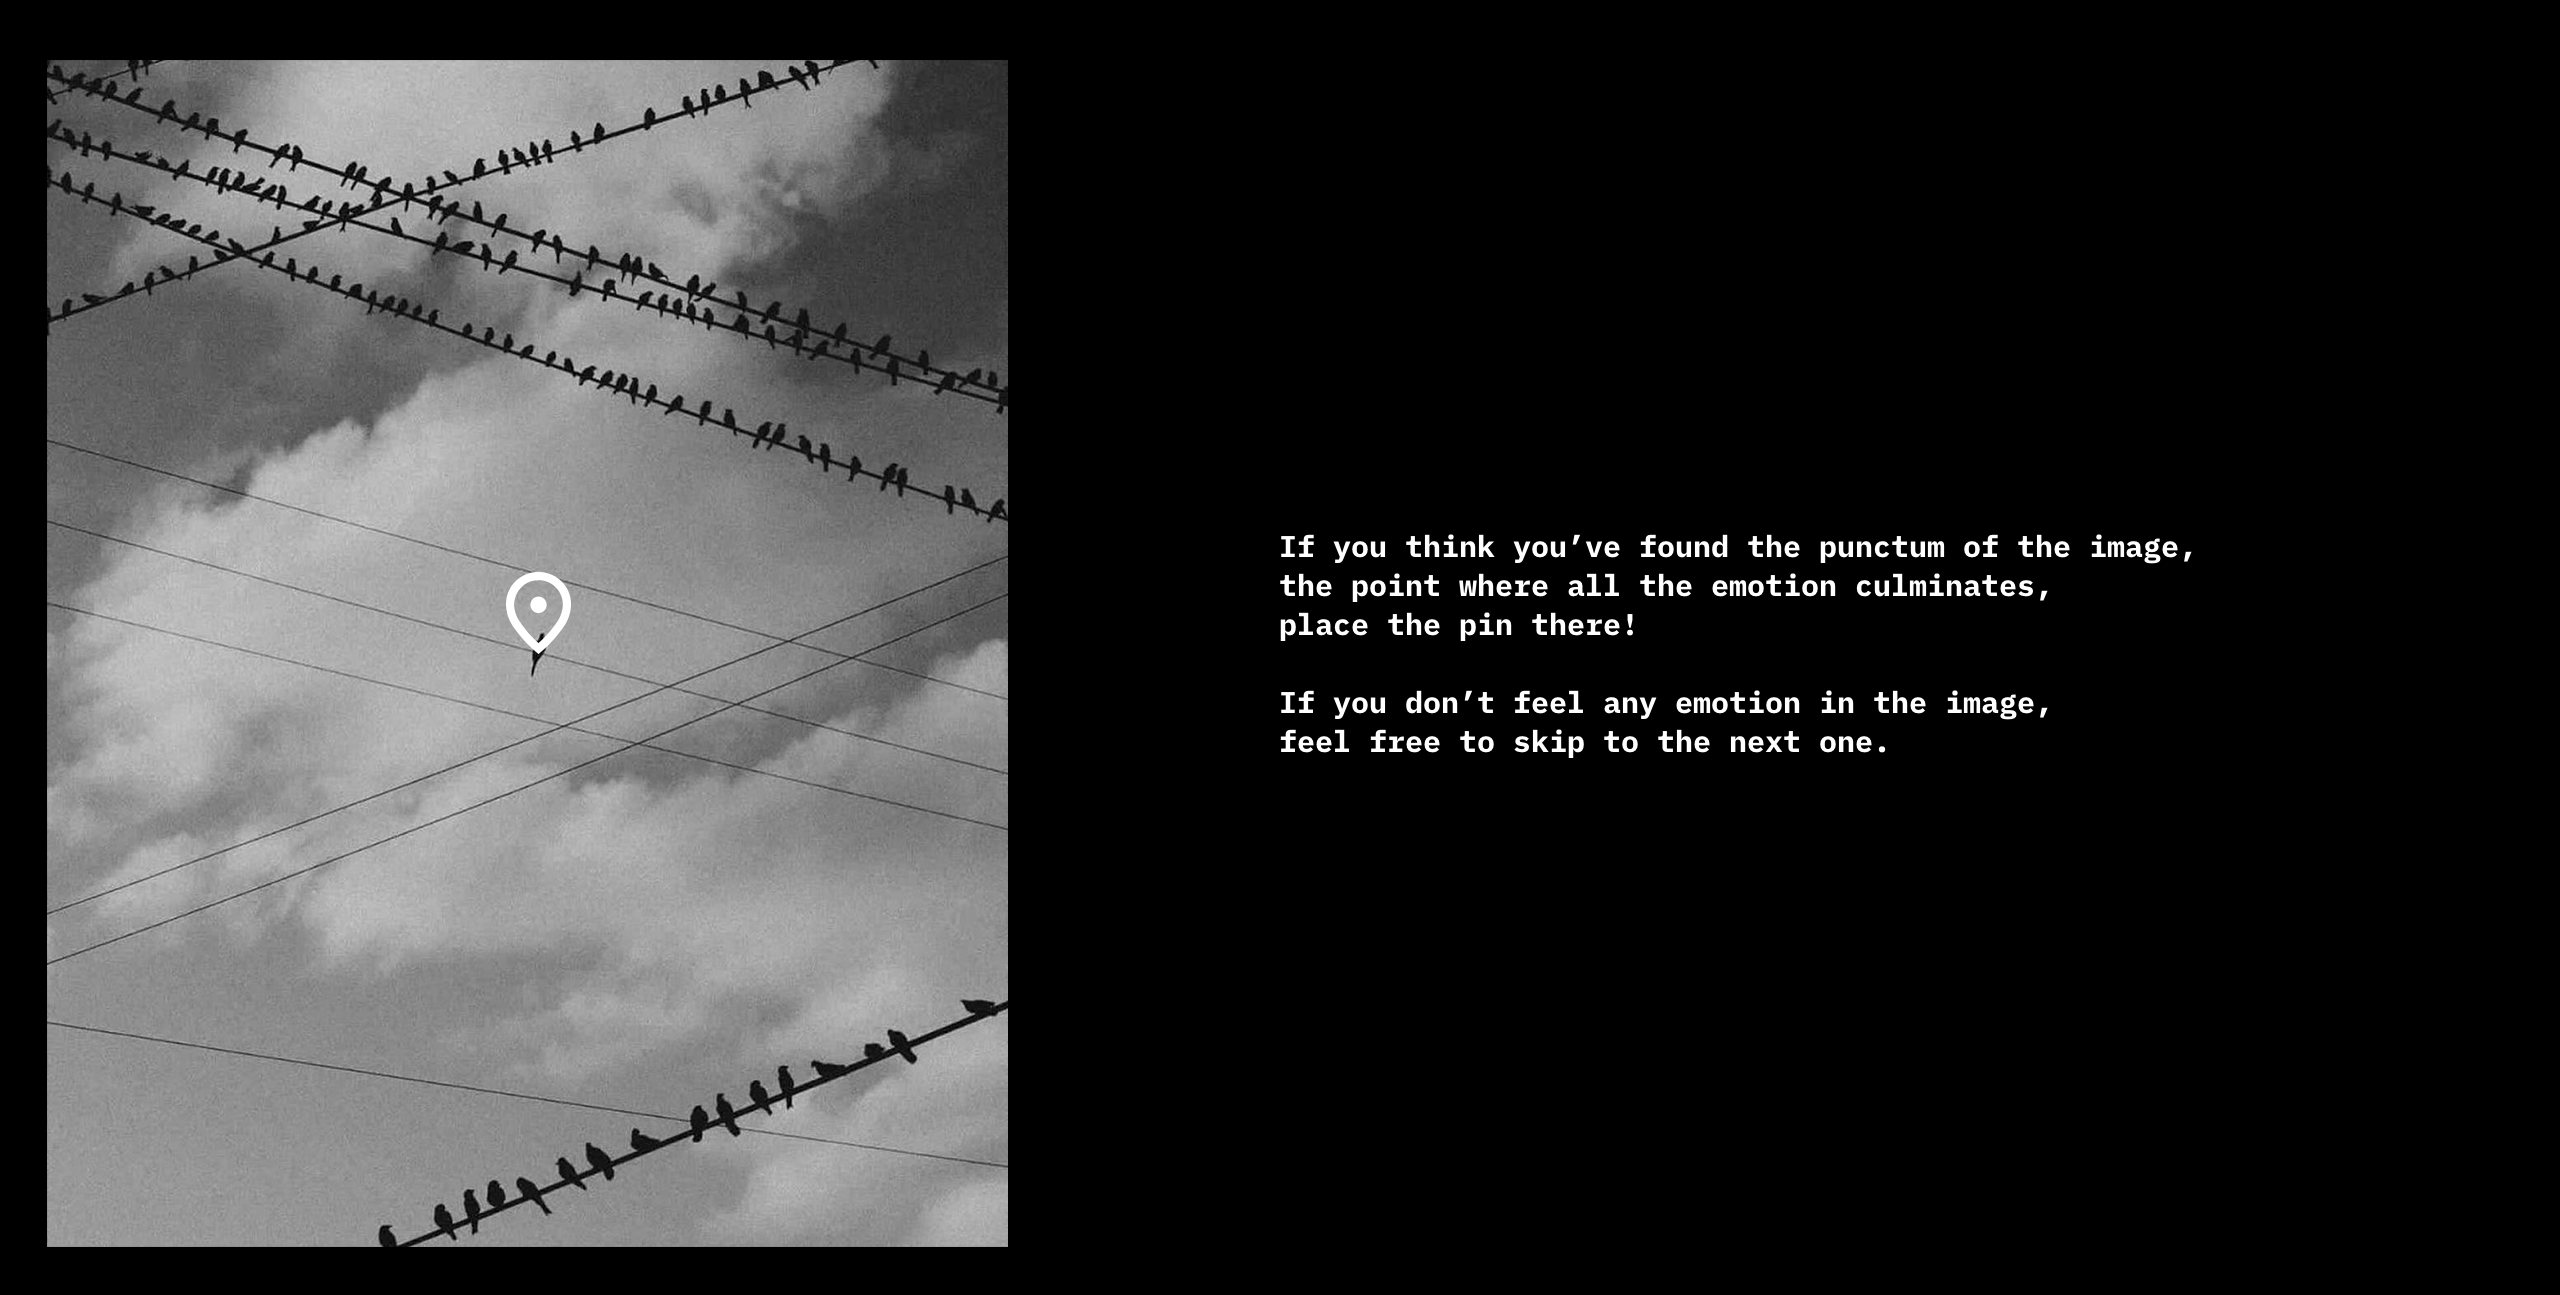 If you think you’ve found the punctum of the image,
the point where all the emotion culminates,
place the pin there!
If you don’t feel any emotion in the image,
feel free to skip to the next one.